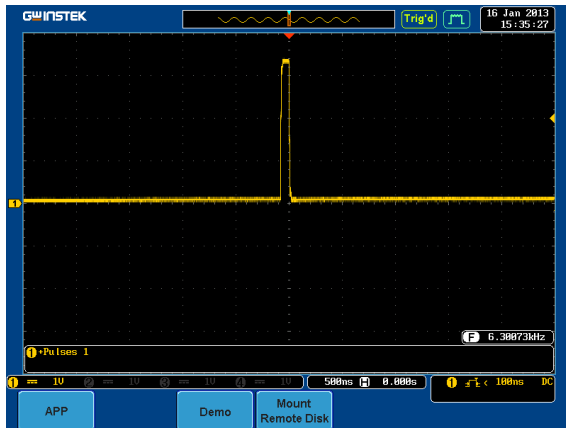 GWINSTEK
Trig'd
16 Jan 2013
15:35:27
1
F 6.30073kHz
1 +Pulses 1
1 == 1V 2 == 1V 3 == 1V 4 == 1V 500ns H 0.000s 1 < 100ns DC
APP Demo Mount
Remote Disk